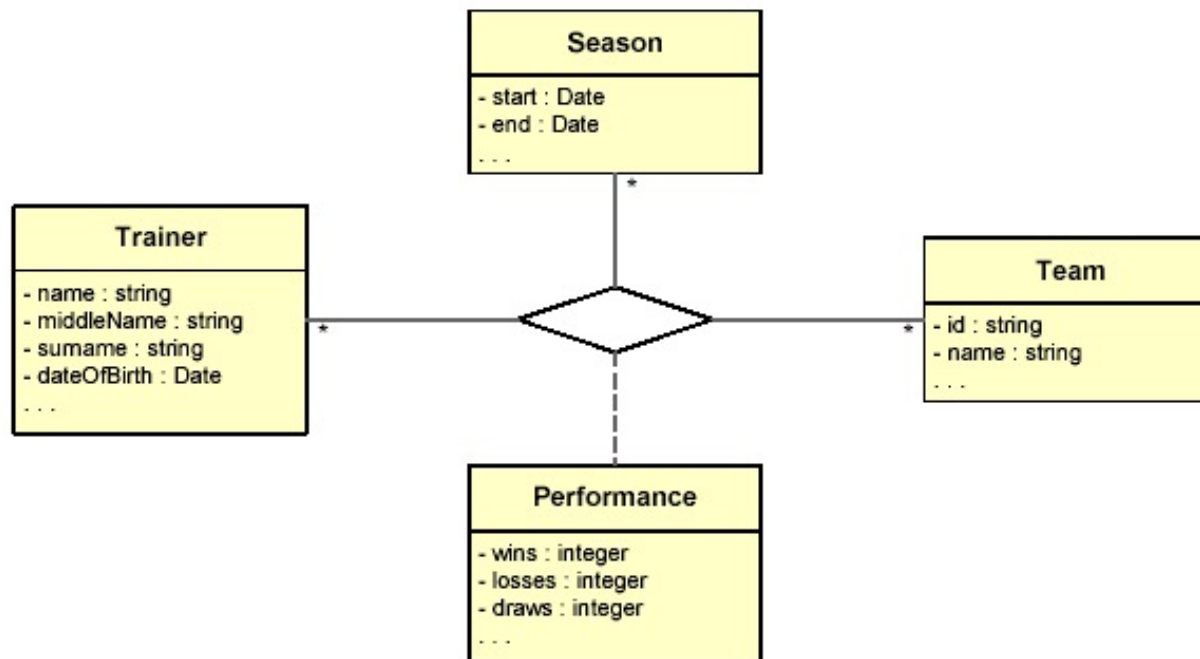 Season
- start : Date
- end : Date
. . .
*
Trainer
- name : string
- middleName : string
- surname : string
- dateOfBirth : Date
. . .
*
Team
- id : string
- name : string
. . .
*
Performance
- wins : integer
- losses : integer
- draws : integer
. . .